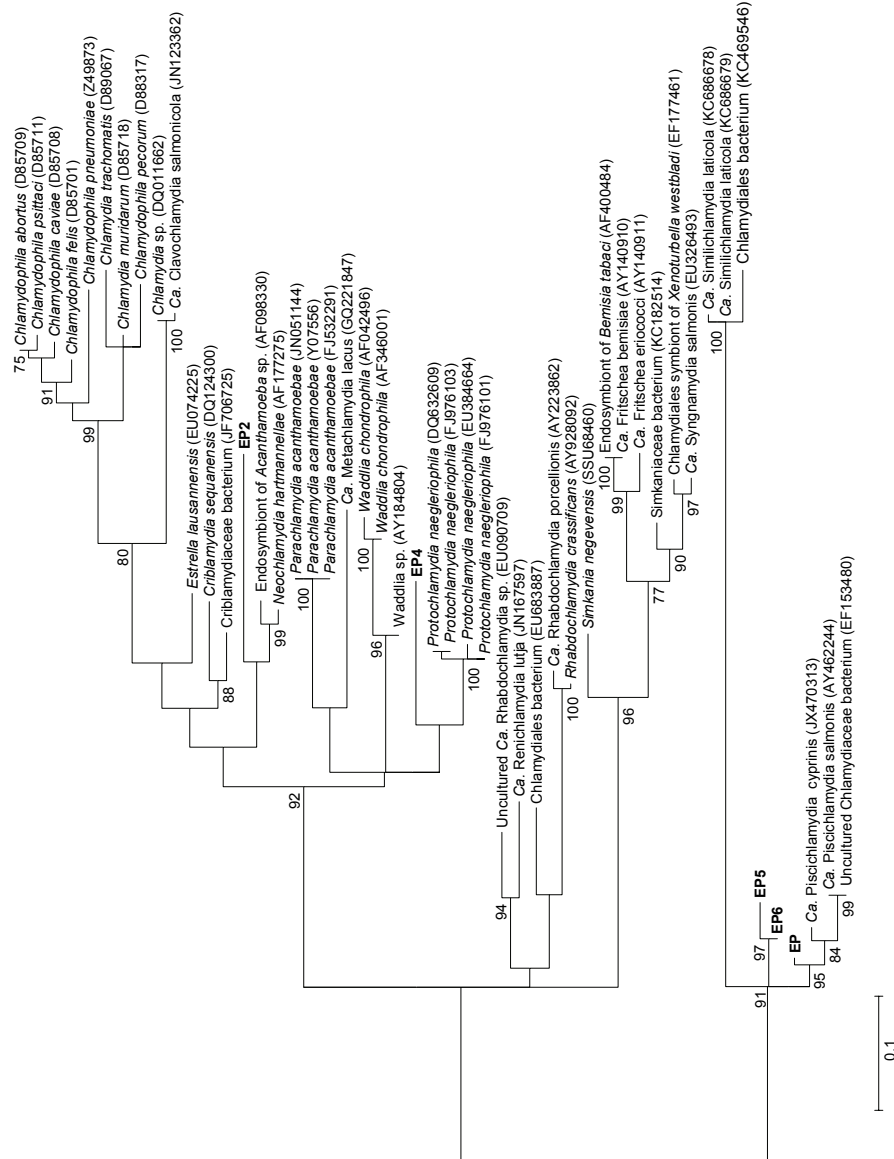 75
Chlamydophila abortus (D85709)
Chlamydophila psittaci (D85711)
91
Chlamydophila caviae (D85708)
Chlamydophila felis (D85701)
99
Chlamydophila pneumoniae (Z49873)
Chlamydia trachomatis (D89067)
Chlamydia muridarum (D85718)
Chlamydophila pecorum (D88317)
80
Chlamydia sp. (DQ011662)
100
Ca. Clavochlamydia salmonicola (JN123362)
Estrella lausannensis (EU074225)
Criblamydia sequanensis (DQ124300)
88
Criblamydiaceae bacterium (JF706725)
EP2
Endosymbiont of Acanthamoeba sp. (AF098330)
99
Neochlamydia hartmannellae (AF177275)
92
100
Parachlamydia acanthamoebae (JN051144)
Parachlamydia acanthamoebae (Y07556)
Parachlamydia acanthamoebae (FJ532291)
Ca. Metachlamydia lacus (GQ221847)
100
Waddlia chondrophila (AF042496)
Waddlia chondrophila (AF346001)
96
Waddlia sp. (AY184804)
EP4
Protochlamydia naegleriophila (DQ632609)
Protochlamydia naegleriophila (FJ976103)
Protochlamydia naegleriophila (EU384664)
100
Protochlamydia naegleriophila (FJ976101)
94
Uncultured Ca. Rhabdochlamydia sp. (EU090709)
Ca. Renichlamydia lutja (JN167597)
Chlamydiales bacterium (EU683887)
Ca. Rhabdochlamydia porcellionis (AY223862)
100
Rhabdochlamydia crassificans (AY928092)
Simkania negevensis (SSU68460)
96
100
Endosymbiont of Bemisia tabaci (AF400484)
99
Ca. Fritschea bemisiae (AY140910)
Ca. Fritschea eriococci (AY140911)
77
Simkaniaceae bacterium (KC182514)
90
Chlamydiales symbiont of Xenoturbella westbladi (EF177461)
97
Ca. Syngnamydia salmonis (EU326493)
100
Ca. Similichlamydia laticola (KC686678)
Ca. Similichlamydia laticola (KC686679)
Chlamydiales bacterium (KC469546)
91
97
EP5
EP6
EP
95
Ca. Piscichlamydia cyprinis (JX470313)
84
Ca. Piscichlamydia salmonis (AY462244)
99
Uncultured Chlamydiaceae bacterium (EF153480)
0.1